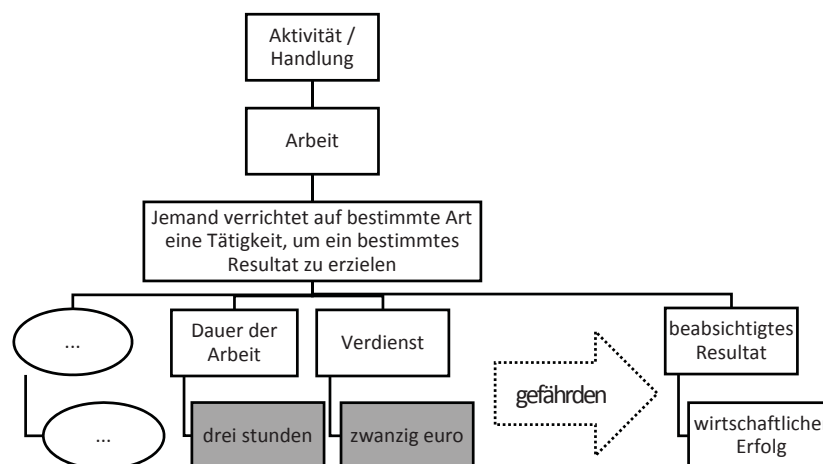 Aktivität /
Handlung
Arbeit
Jemand verrichtet auf bestimmte Art
eine Tätigkeit, um ein bestimmtes
Resultat zu erzielen
...
Dauer der
Arbeit
Verdienst
beabsichtigtes
Resultat
gefährden
...
drei stunden
zwanzig euro
wirtschaftlicher
Erfolg